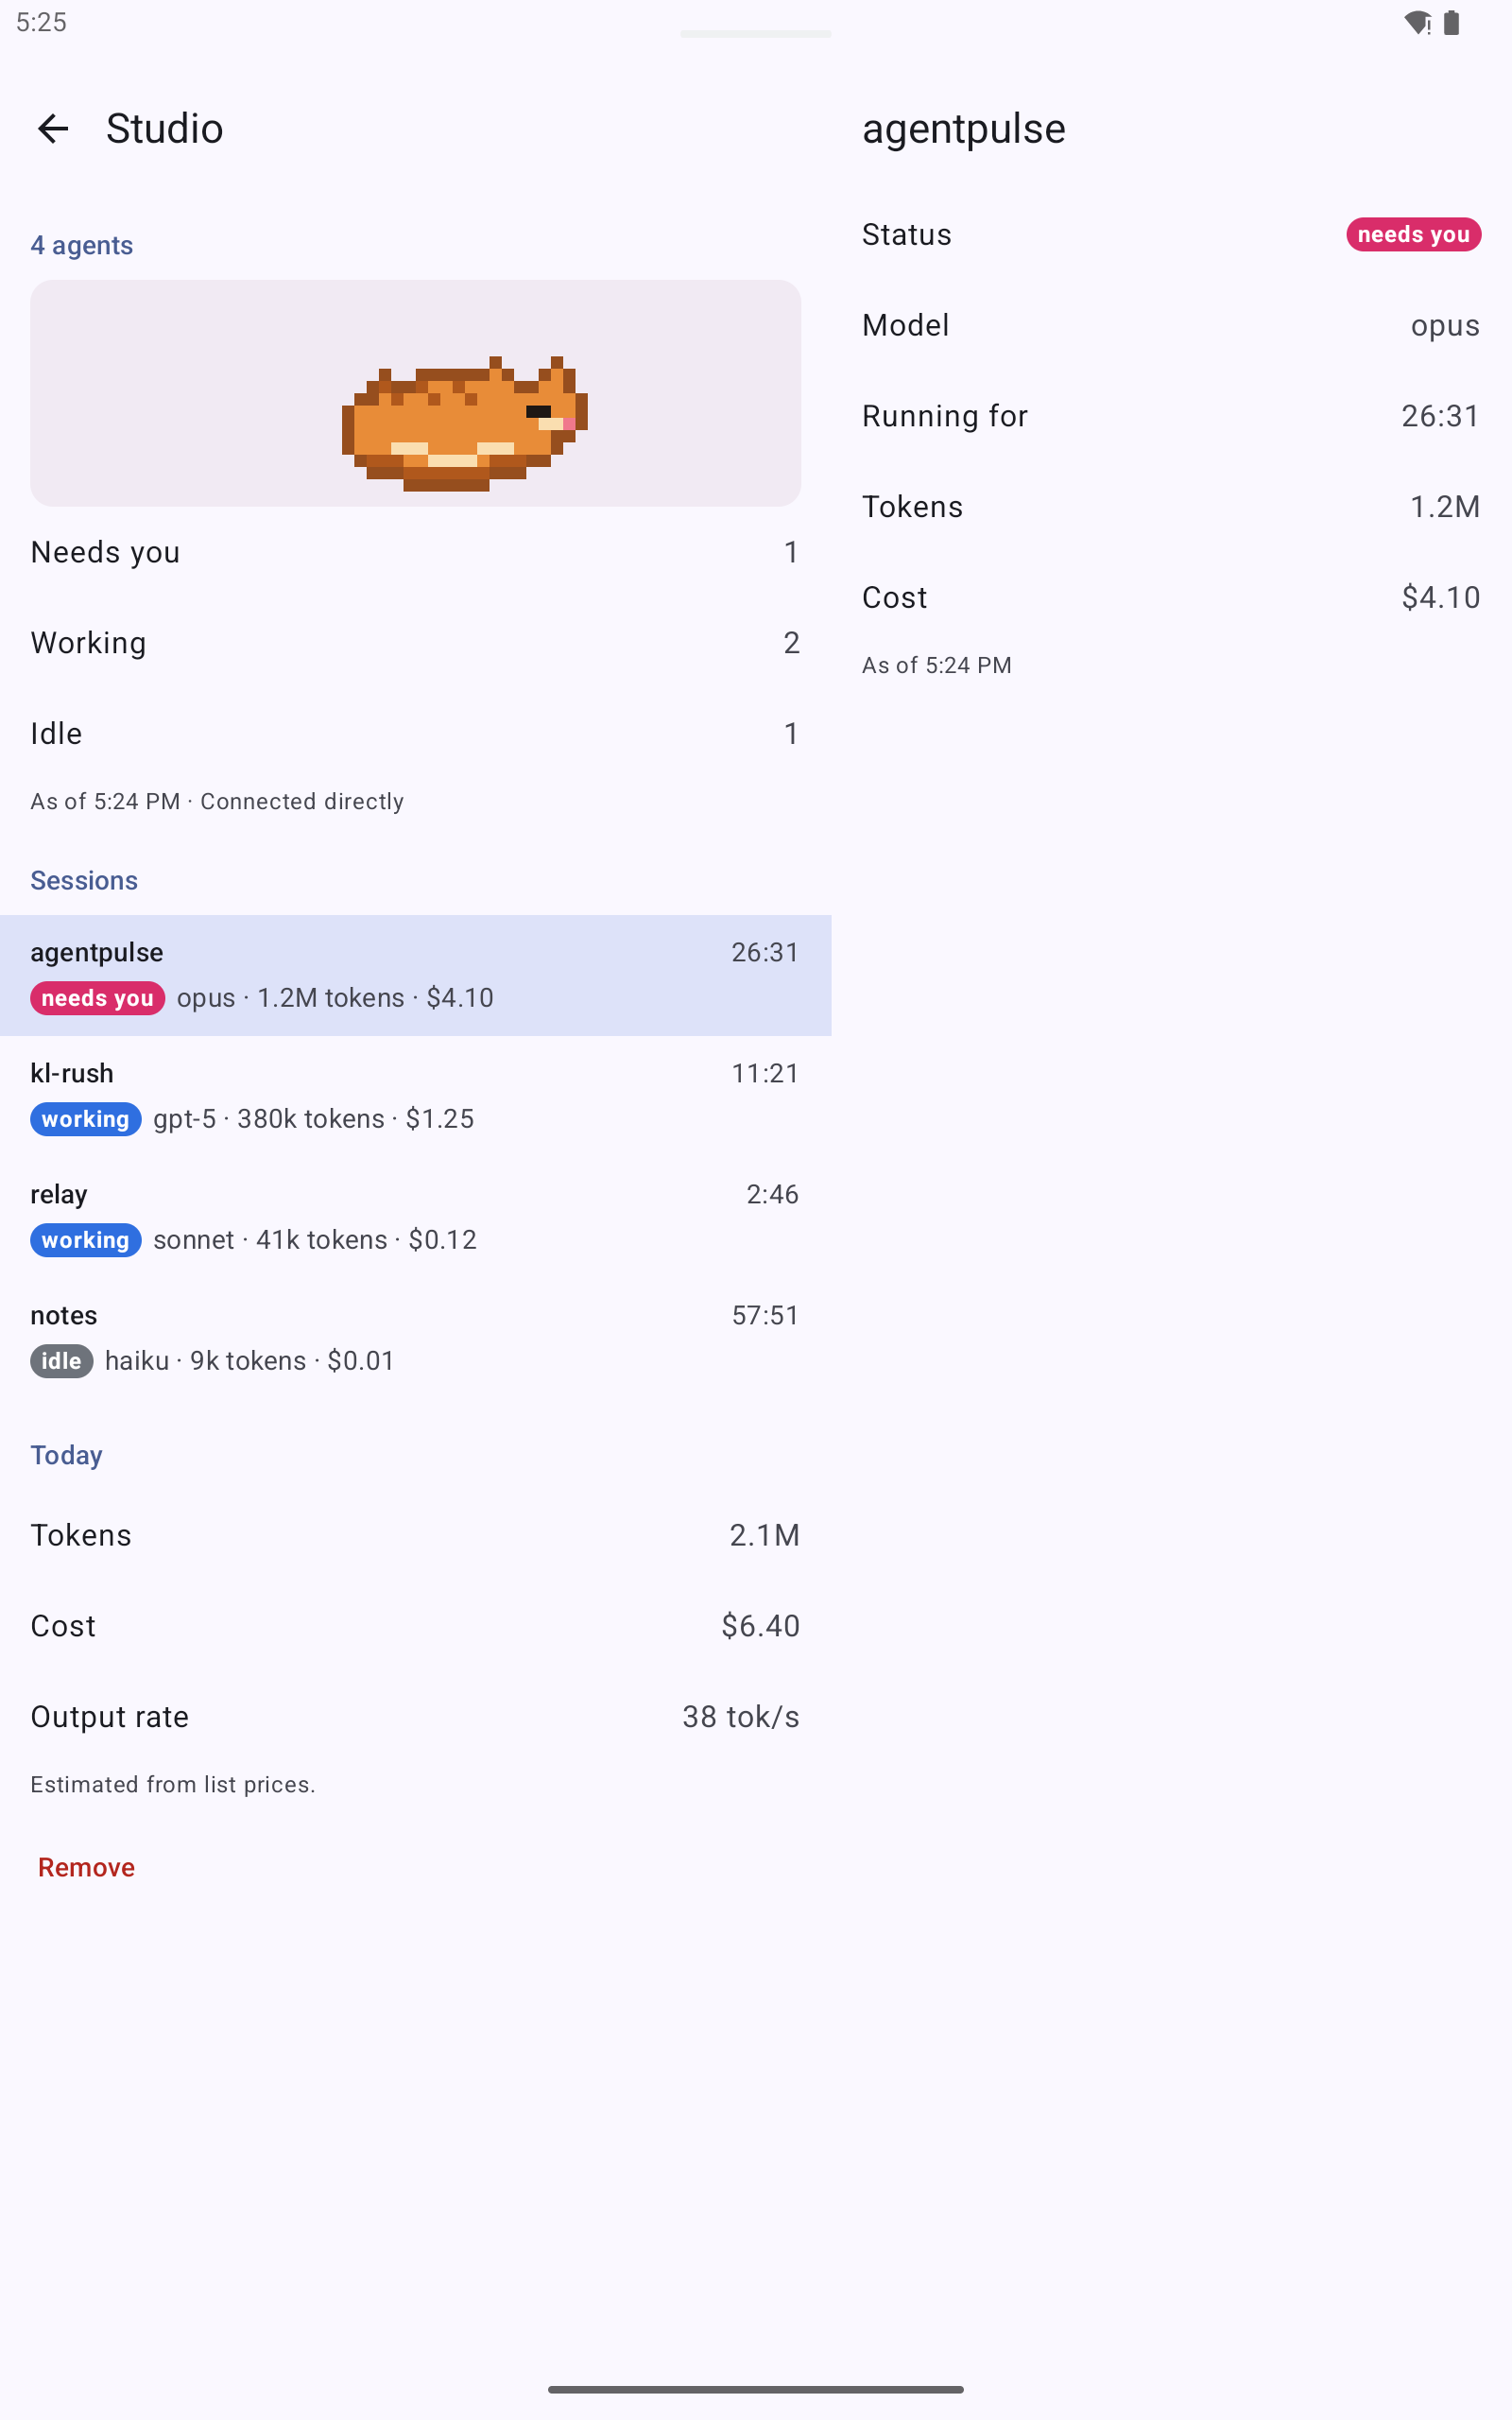 5:25
Studio
4 agents
Needs you 1
Working 2
Idle 1
As of 5:24 PM · Connected directly
Sessions
agentpulse 26:31
needs you opus · 1.2M tokens · $4.10
kl-rush 11:21
working gpt-5 · 380k tokens · $1.25
relay 2:46
working sonnet · 41k tokens · $0.12
notes 57:51
idle haiku · 9k tokens · $0.01
Today
Tokens 2.1M
Cost $6.40
Output rate 38 tok/s
Estimated from list prices.
Remove
agentpulse
Status needs you
Model opus
Running for 26:31
Tokens 1.2M
Cost $4.10
As of 5:24 PM